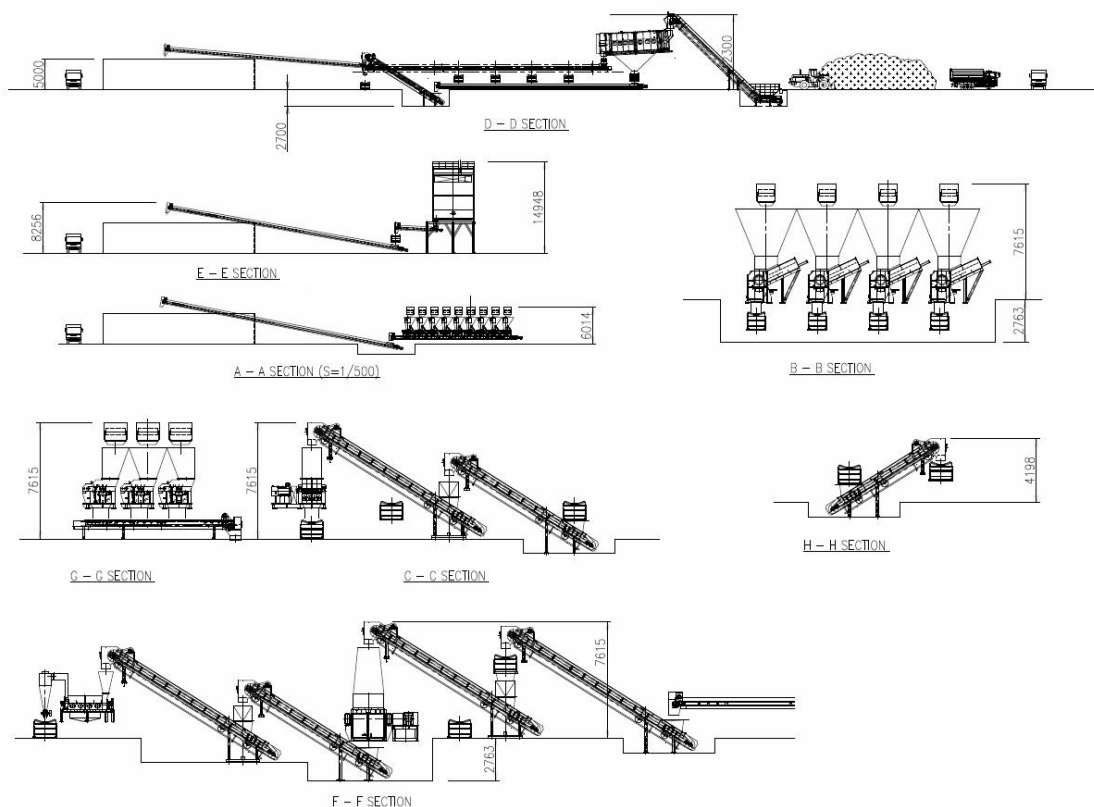 5000
2700
300
D - D SECTION
8256
14948
E - E SECTION
6014
A - A SECTION (S=1/500)
7615
2763
B - B SECTION
7615
G - G SECTION
7615
C - C SECTION
4198
H - H SECTION
7615
2763
F - F SECTION